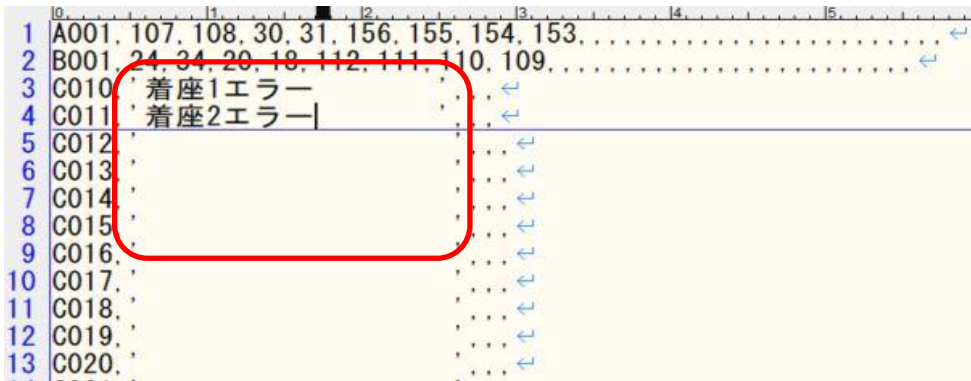 0 1 2 3 4 5
1 A001,107,108,30,31,156,155,154,153,,,,,,,,,,,,,,,,,,,,,,,,
2 B001,24,34,20,18,112,111,110,109,,,,,,,,,,,,,,,,,,,,,,,,
3 C010,'着座1エラー        ',,,
4 C011,'着座2エラー        ',,,
5 C012,'                    ',,,
6 C013,'                    ',,,
7 C014,'                    ',,,
8 C015,'                    ',,,
9 C016,'                    ',,,
10 C017,'                    ',,,
11 C018,'                    ',,,
12 C019,'                    ',,,
13 C020,'                    ',,,